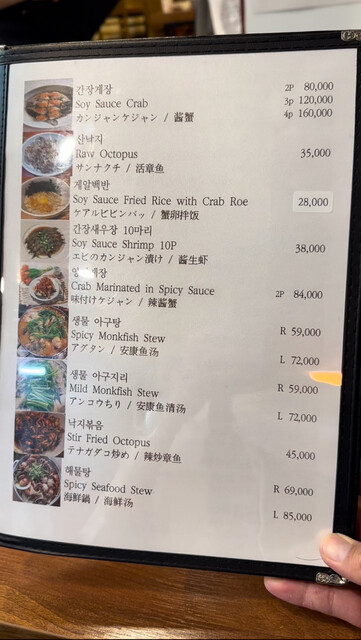 간장게장 2P 80,000
Soy Sauce Crab 3p 120,000
カンジャンケジャン / 酱蟹 4p 160,000
산낙지
Raw Octopus 35,000
サンナクチ / 活章鱼
게알백반
Soy Sauce Fried Rice with Crab Roe 28,000
ケアルビビンバッ / 蟹卵拌饭
간장새우장 10마리
Soy Sauce Shrimp 10P 38,000
エビのカンジャン漬け / 酱生虾
게장
Crab Marinated in Spicy Sauce 2P 84,000
味付けケジャン / 辣酱蟹
생물 아구탕
Spicy Monkfish Stew R 59,000
アグタン / 安康鱼汤
L 72,000
생물 아구지리
Mild Monkfish Stew R 59,000
アンコウちり / 安康鱼清汤
L 72,000
낙지볶음
Stir Fried Octopus
テナガダコ炒め / 辣炒章鱼 45,000
해물탕
Spicy Seafood Stew R 69,000
海鮮鍋 / 海鲜汤
L 85,000